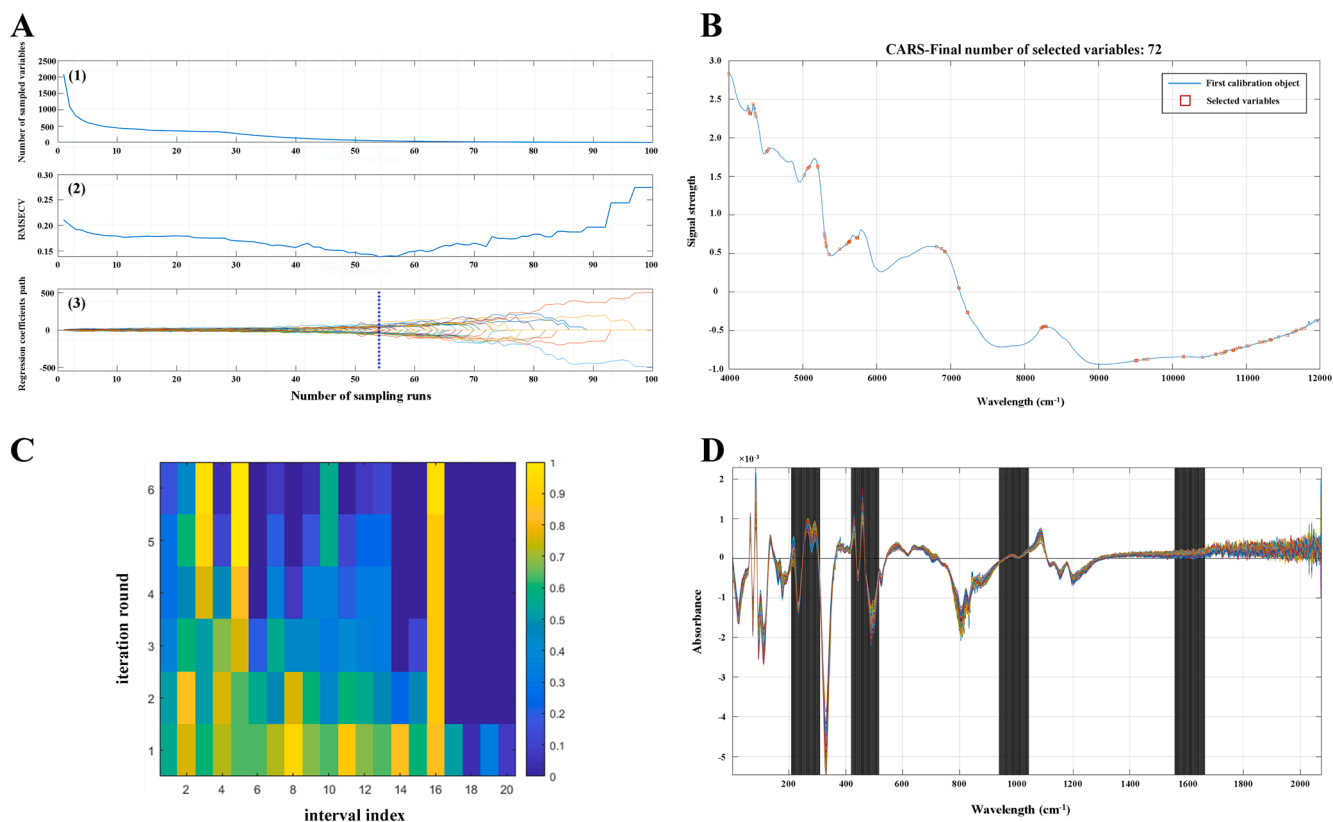 A
Number of sampled variables
2500
2000
1500
1000
500
0
(1)
0 10 20 30 40 50 60 70 80 90 100
RMSECV
0.30
0.25
0.20
0.15
(2)
0 10 20 30 40 50 60 70 80 90 100
Regression coefficients path
500
0
-500
(3)
0 10 20 30 40 50 60 70 80 90 100
Number of sampling runs
B
CARS-Final number of selected variables: 72
Signal strength
3.0
2.5
2.0
1.5
1.0
0.5
0
-0.5
-1.0
First calibration object
Selected variables
4000 5000 6000 7000 8000 9000 10000 11000 12000
Wavelength (cm⁻¹)
C
iteration round
6
5
4
3
2
1
2 4 6 8 10 12 14 16 18 20
interval index
1
0.9
0.8
0.7
0.6
0.5
0.4
0.3
0.2
0.1
0
D
×10⁻³
Absorbance
2
1
0
-1
-2
-3
-4
-5
200 400 600 800 1000 1200 1400 1600 1800 2000
Wavelength (cm⁻¹)